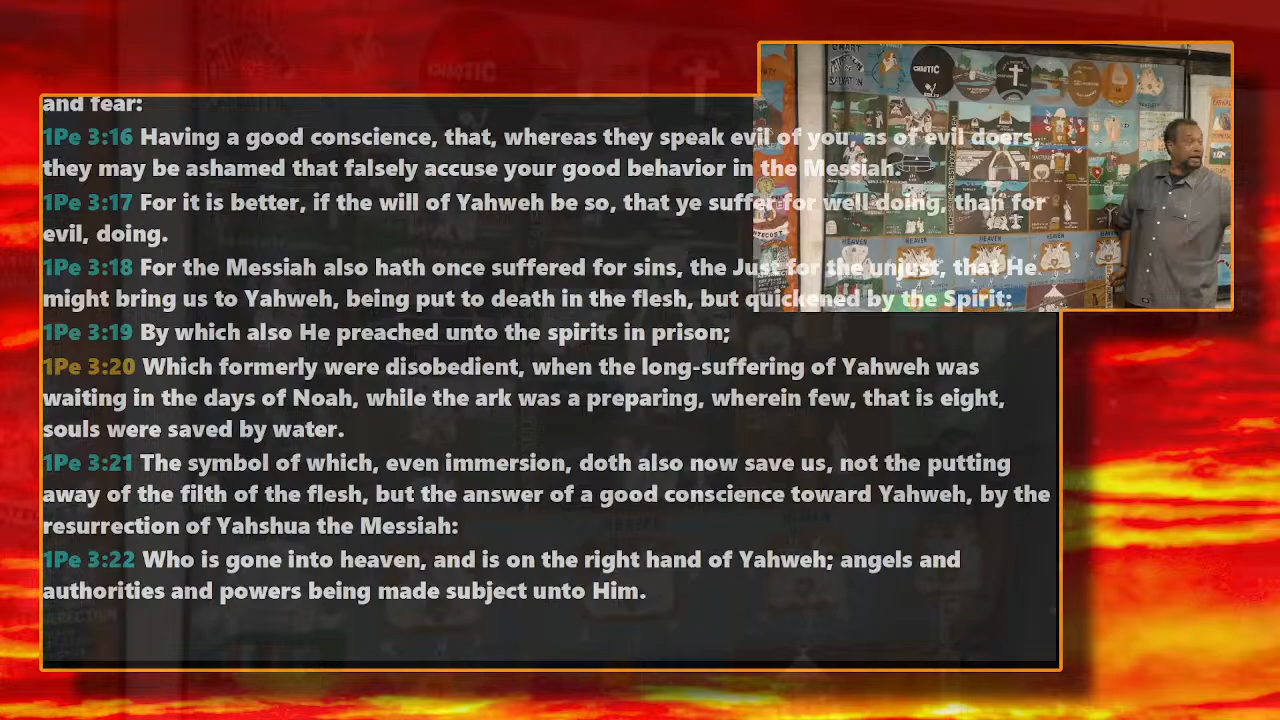 and fear:
1Pe 3:16 Having a good conscience, that, whereas they speak evil of you, as of evil doers,
they may be ashamed that falsely accuse your good behavior in the Messiah.
1Pe 3:17 For it is better, if the will of Yahweh be so, that ye suffer for well doing, than for
evil, doing.
1Pe 3:18 For the Messiah also hath once suffered for sins, the Just for the unjust, that He
might bring us to Yahweh, being put to death in the flesh, but quickened by the Spirit:
1Pe 3:19 By which also He preached unto the spirits in prison;
1Pe 3:20 Which formerly were disobedient, when the long-suffering of Yahweh was
waiting in the days of Noah, while the ark was a preparing, wherein few, that is eight,
souls were saved by water.
1Pe 3:21 The symbol of which, even immersion, doth also now save us, not the putting
away of the filth of the flesh, but the answer of a good conscience toward Yahweh, by the
resurrection of Yahshua the Messiah:
1Pe 3:22 Who is gone into heaven, and is on the right hand of Yahweh; angels and
authorities and powers being made subject unto Him.
CHAOTIC
SALVATION
HEAVEN
HEAVEN
HEAVEN
HEAVEN